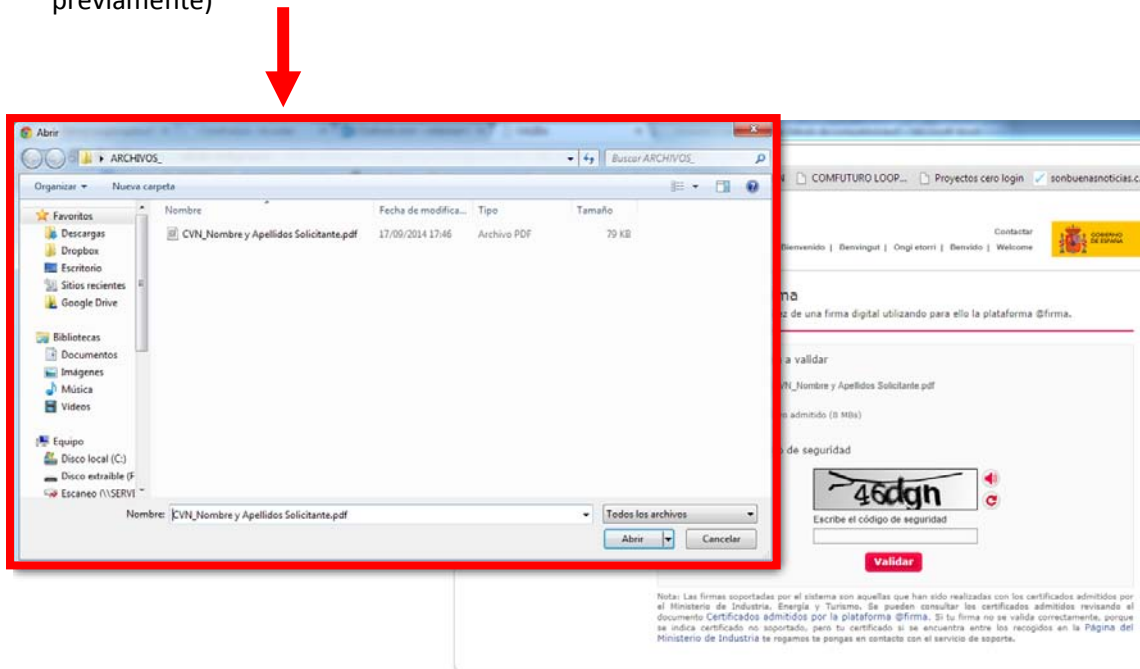 previamente)
Abrir
ARCHIVOS_
Buscar ARCHIVOS_
Organizar
Nueva carpeta
Favoritos
Descargas
Dropbox
Escritorio
Sitios recientes
Google Drive
Bibliotecas
Documentos
Imágenes
Música
Vídeos
Equipo
Disco local (C:)
Disco extraíble (F
Escaneo (\\SERVI
Nombre
Fecha de modifica...
Tipo
Tamaño
CVN_Nombre y Apellidos Solicitante.pdf
17/09/2014 17:46
Archivo PDF
79 KB
Nombre: CVN_Nombre y Apellidos Solicitante.pdf
Todos los archivos
Abrir
Cancelar
COMFUTURO LOOP...
Proyectos cero login
sonbuenasnoticias.c
Contactar
Bienvenido | Benvingut | Ongi etorri | Benvido | Welcome
GOBIERNO
DE ESPAÑA
ma
z de una firma digital utilizando para ello la plataforma @firma.
a validar
VN_Nombre y Apellidos Solicitante.pdf
o admitido (8 MBs)
de seguridad
46dgn
Escribe el código de seguridad
Validar
Nota: Las firmas soportadas por el sistema son aquellas que han sido realizadas con los certificados admitidos por
el Ministerio de Industria, Energía y Turismo. Se pueden consultar los certificados admitidos revisando el
documento Certificados admitidos por la plataforma @firma. Si tu firma no se valida correctamente, porque
se indica certificado no soportado, pero tu certificado si se encuentra entre los recogidos en la Página del
Ministerio de Industria te rogamos te pongas en contacto con el servicio de soporte.